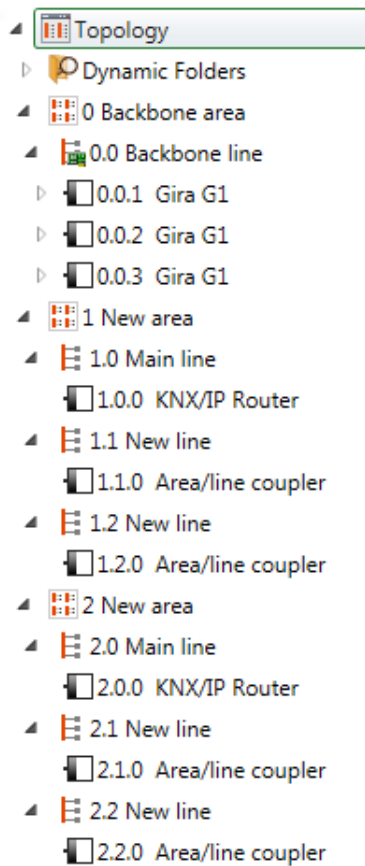 Topology
Dynamic Folders
0 Backbone area
0.0 Backbone line
0.0.1 Gira G1
0.0.2 Gira G1
0.0.3 Gira G1
1 New area
1.0 Main line
1.0.0 KNX/IP Router
1.1 New line
1.1.0 Area/line coupler
1.2 New line
1.2.0 Area/line coupler
2 New area
2.0 Main line
2.0.0 KNX/IP Router
2.1 New line
2.1.0 Area/line coupler
2.2 New line
2.2.0 Area/line coupler